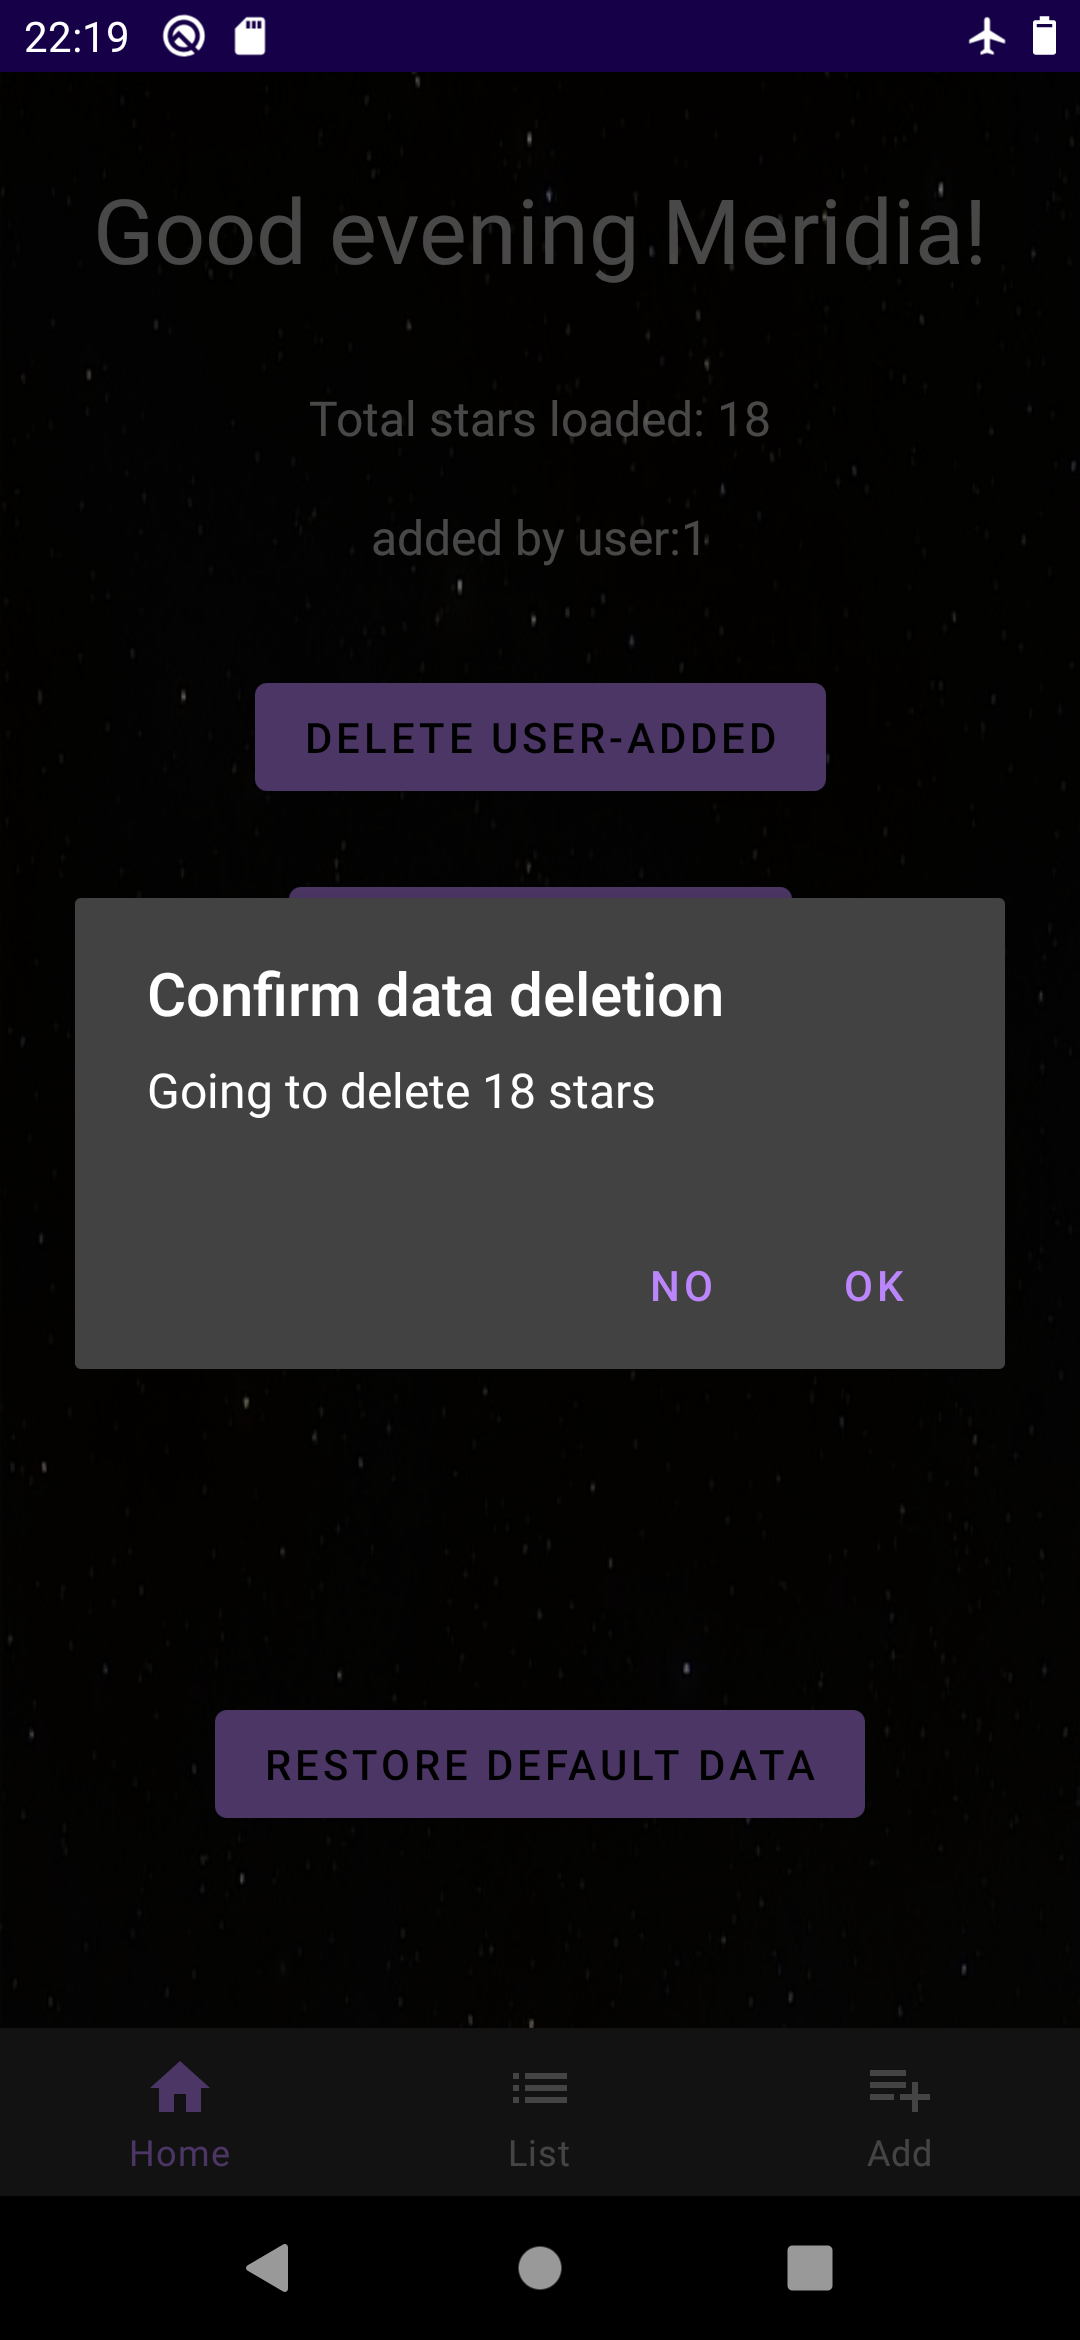 22:19
Good evening Meridia!
Total stars loaded: 18
added by user:1
DELETE USER-ADDED
Confirm data deletion
Going to delete 18 stars
NO OK
RESTORE DEFAULT DATA
Home List Add